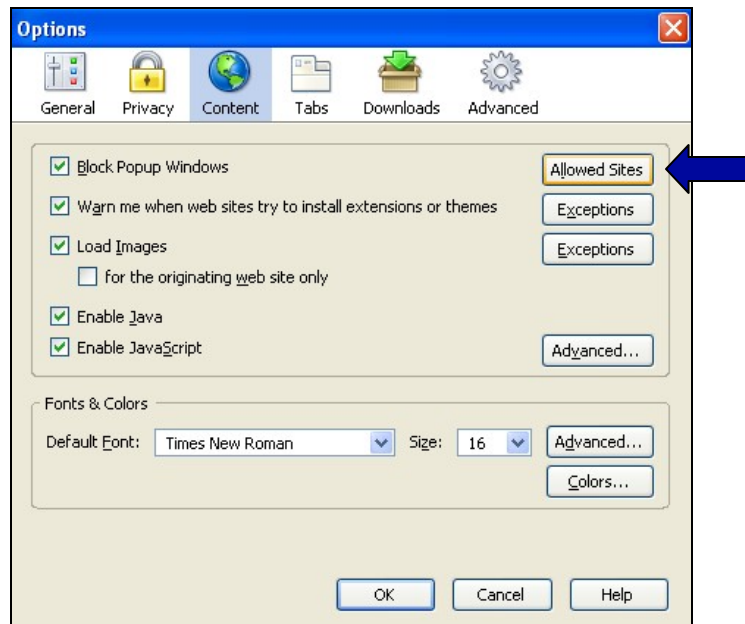 Options
General Privacy Content Tabs Downloads Advanced
Block Popup Windows Allowed Sites
Warn me when web sites try to install extensions or themes Exceptions
Load Images Exceptions
for the originating web site only
Enable Java
Enable JavaScript Advanced...
Fonts & Colors
Default Font: Times New Roman Size: 16 Advanced...
Colors...
OK Cancel Help